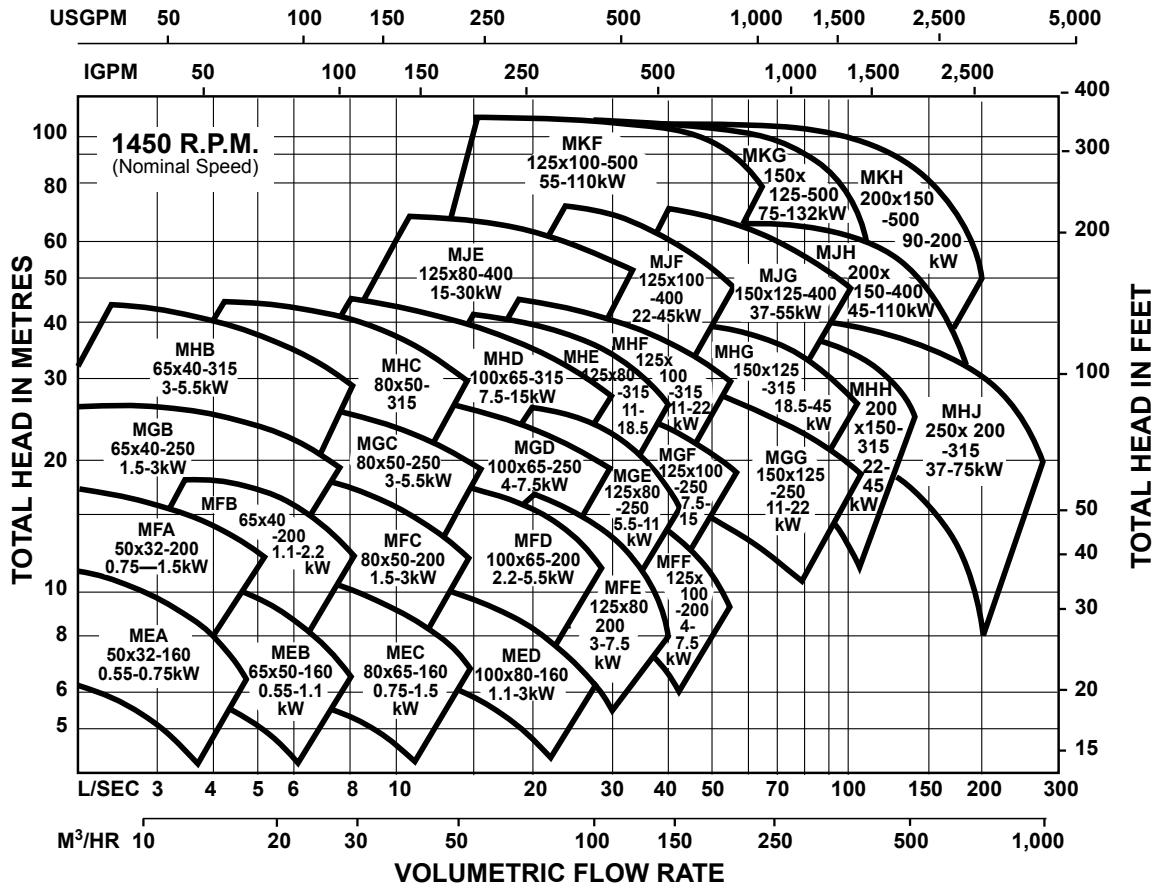 USGPM 50 100 150 250 500 1,000 1,500 2,500 5,000
IGPM 50 100 150 250 500 1,000 1,500 2,500
400
300
200
100
50
40
30
20
15
TOTAL HEAD IN FEET
100
80
60
50
40
30
20
10
8
6
5
TOTAL HEAD IN METRES
1450 R.P.M.
(Nominal Speed)
MKF
125x100-500
55-110kW
MKG
150x
125-500
75-132kW
MKH
200x150
-500
90-200
kW
MJE
125x80-400
15-30kW
MJF
125x100
-400
22-45kW
MJG
150x125-400
37-55kW
MJH
200x
150-400
45-110kW
MHB
65x40-315
3-5.5kW
MHC
80x50-
315
MHD
100x65-315
7.5-15kW
MHE
125x80
-315
11-
18.5
MHF
125x
100
-315
11-22
kW
MHG
150x125
-315
18.5-45
kW
MHH
200
x150-
315
22-
45
kW
MHJ
250x 200
-315
37-75kW
MGB
65x40-250
1.5-3kW
MGC
80x50-250
3-5.5kW
MGD
100x65-250
4-7.5kW
MGE
125x80
-250
5.5-11
kW
MGF
125x100
-250
7.5-
15
MGG
150x125
-250
11-22
kW
MFA
50x32-200
0.75—1.5kW
MFB
65x40
-200
1.1-2.2
kW
MFC
80x50-200
1.5-3kW
MFD
100x65-200
2.2-5.5kW
MFE
125x80
200
3-7.5
kW
MFF
125x
100
-200
4-
7.5
kW
MEA
50x32-160
0.55-0.75kW
MEB
65x50-160
0.55-1.1
kW
MEC
80x65-160
0.75-1.5
kW
MED
100x80-160
1.1-3kW
L/SEC 3 4 5 6 8 10 20 30 40 50 70 100 150 200 300
M³/HR 10 20 30 50 100 150 250 500 1,000
VOLUMETRIC FLOW RATE